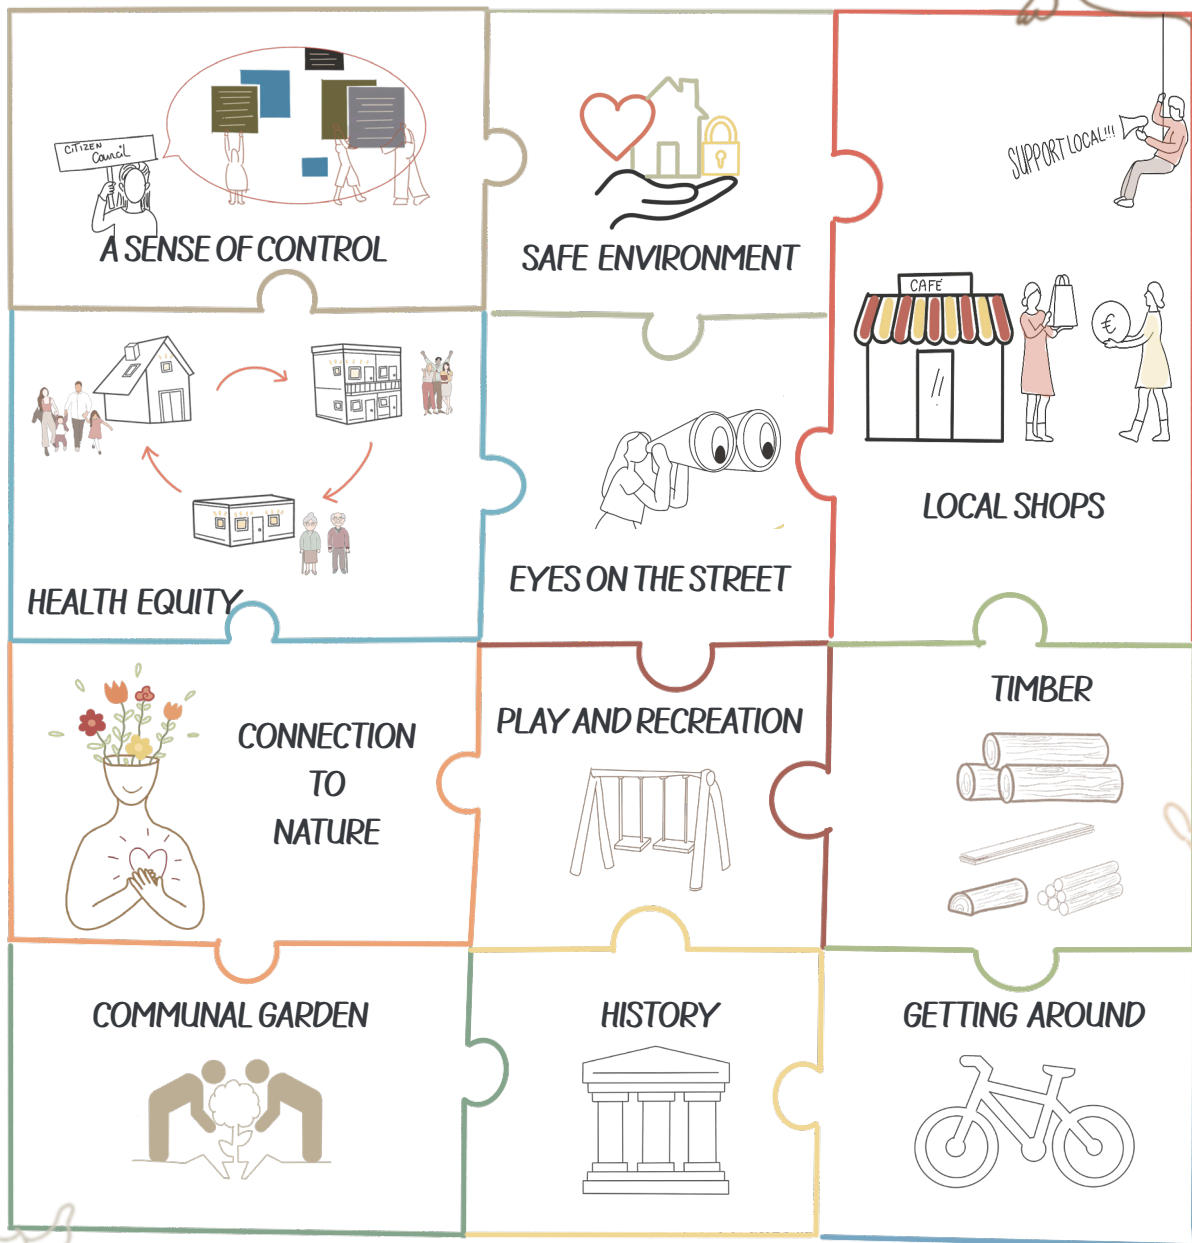 CITIZEN
Council
A SENSE OF CONTROL
SAFE ENVIRONMENT
SUPPORT LOCAL!!!
CAFÉ
€
LOCAL SHOPS
HEALTH EQUITY
EYES ON THE STREET
CONNECTION
TO
NATURE
PLAY AND RECREATION
TIMBER
COMMUNAL GARDEN
HISTORY
GETTING AROUND